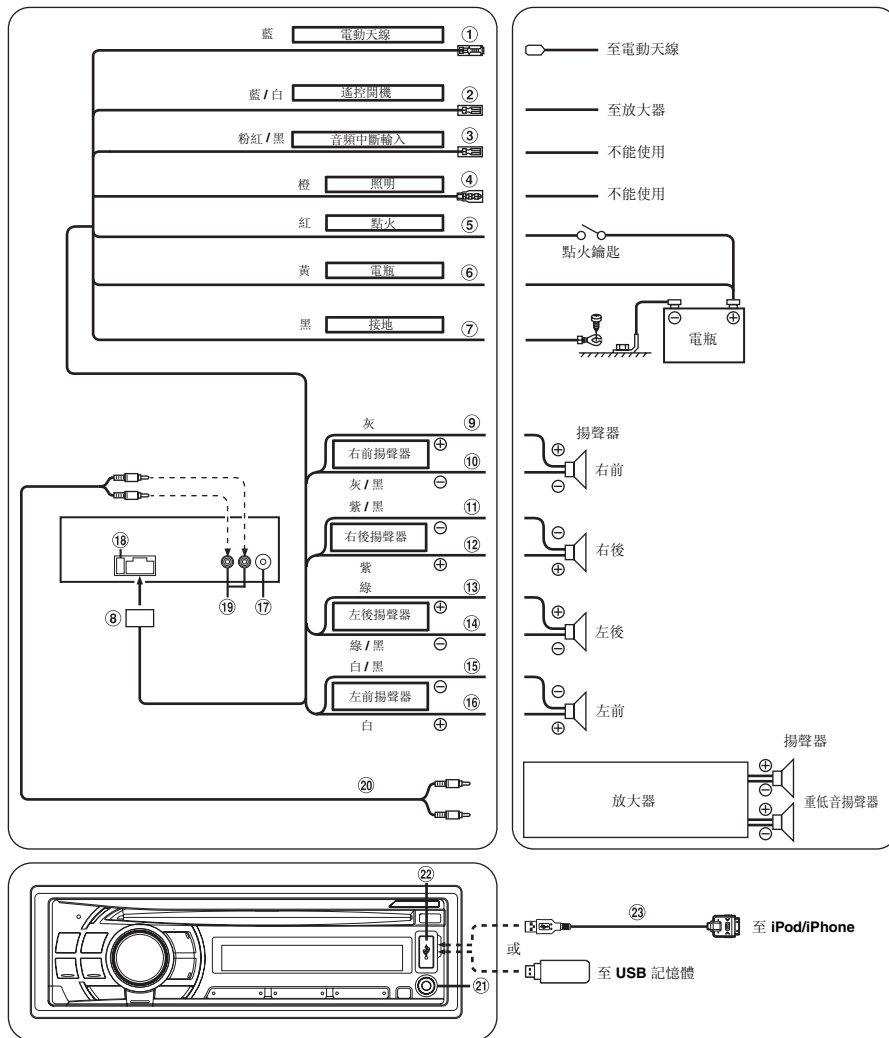 藍 電動天線 ① 至電動天線
藍 / 白 遙控開機 ② 至放大器
粉紅 / 黑 音頻中斷輸入 ③ 不能使用
橙 照明 ④ 不能使用
紅 點火 ⑤ 點火鑰匙
黃 電瓶 ⑥
⊖ ⊕
電瓶
黑 接地 ⑦
灰 ⑨ 揚聲器
右前揚聲器 ⊕ ⑩ ⊕ 右前
灰 / 黑 ⊖ ⊖
紫 / 黑 ⑪
右後揚聲器 ⊖ ⑫ ⊖ 右後
紫 ⊕ ⊕
綠 ⑬
左後揚聲器 ⊕ ⑭ ⊕ 左後
綠 / 黑 ⊖ ⊖
白 / 黑 ⑮
左前揚聲器 ⊖ ⑯ ⊖ 左前
白 ⊕ ⊕
⑱
⑧ ⑲ ⑰
⑳
揚聲器
放大器 ⊕ ⊖
⊕ ⊖ 重低音揚聲器
㉒
㉓
至 iPod/iPhone
或
至 USB 記憶體
㉑